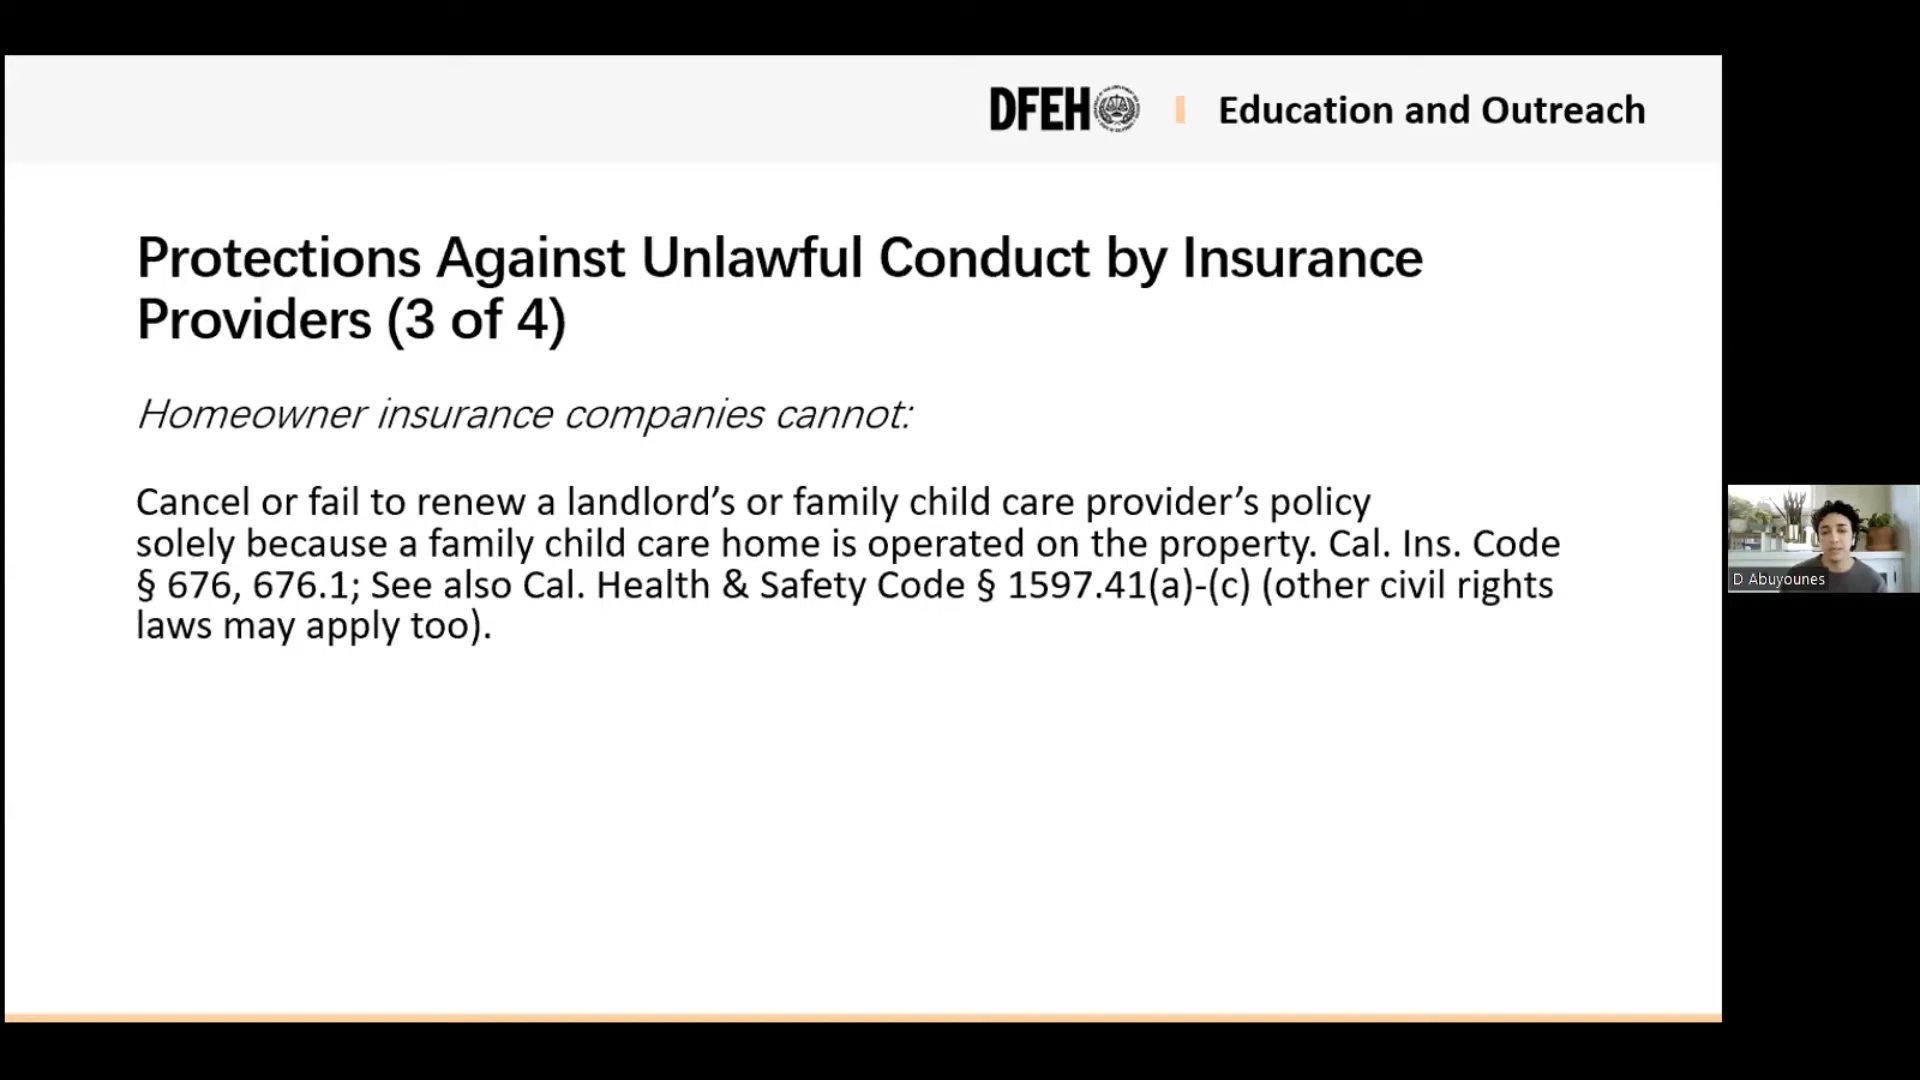 DFEH
Education and Outreach
Protections Against Unlawful Conduct by Insurance
Providers (3 of 4)
Homeowner insurance companies cannot:
Cancel or fail to renew a landlord’s or family child care provider’s policy
solely because a family child care home is operated on the property. Cal. Ins. Code
§ 676, 676.1; See also Cal. Health & Safety Code § 1597.41(a)-(c) (other civil rights
laws may apply too).
D Abuyounes